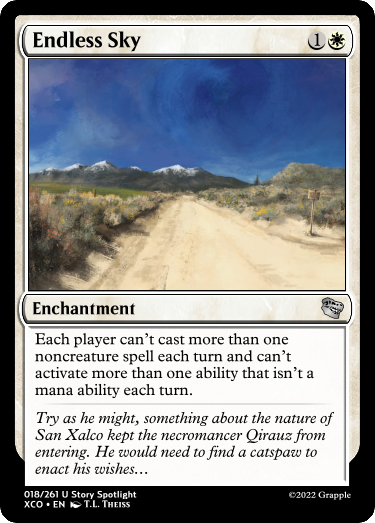 Endless Sky 1
Enchantment
Each player can't cast more than one
noncreature spell each turn and can't
activate more than one ability that isn't a
mana ability each turn.
Try as he might, something about the nature of
San Xalco kept the necromancer Qirauz from
entering. He would need to find a catspaw to
enact his wishes…
018/261 U Story Spotlight
XCO • EN T.L. Theiss
©2022 Grapple